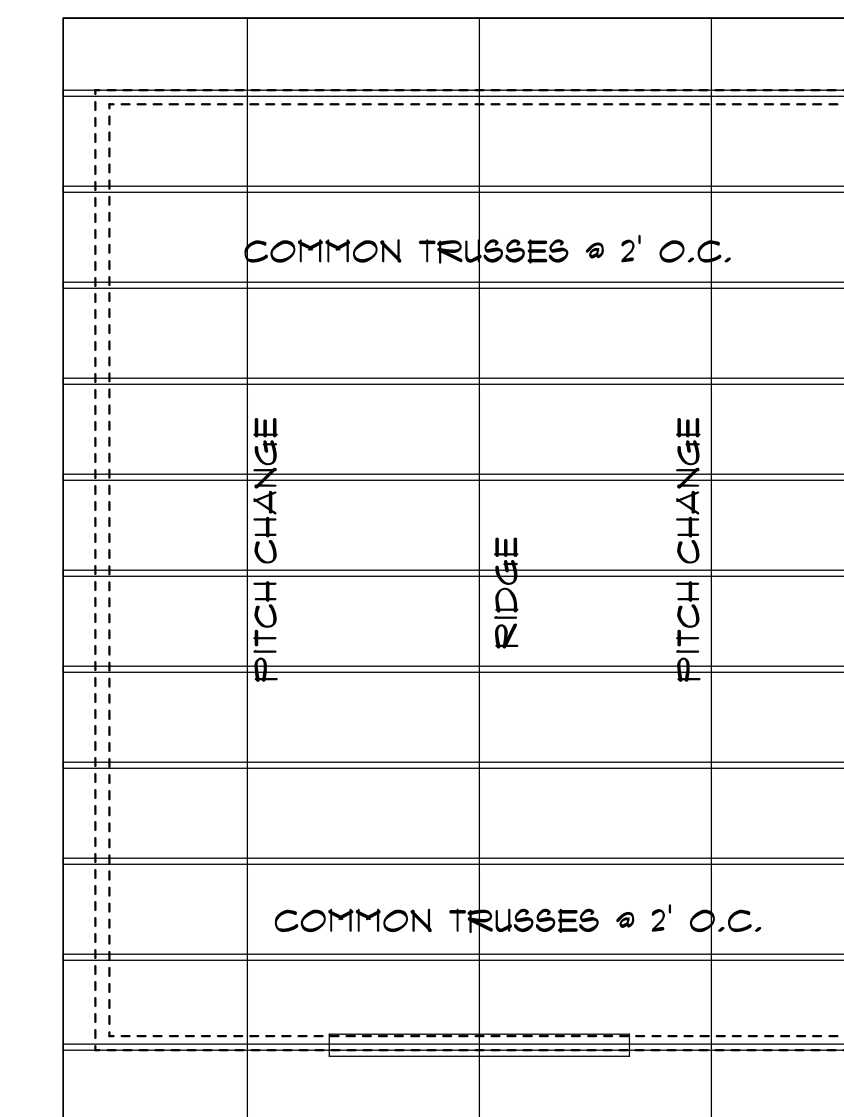 COMMON TRUSSES @ 2' O.C.
PITCH CHANGE
RIDGE
PITCH CHANGE
COMMON TRUSSES @ 2' O.C.